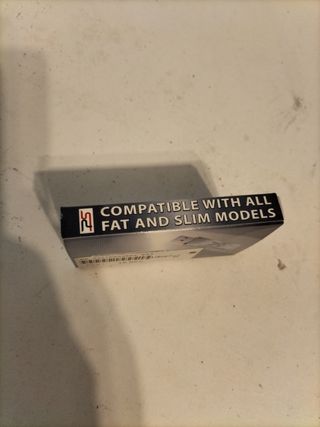 COMPATIBLE WITH ALL
FAT AND SLIM MODELS